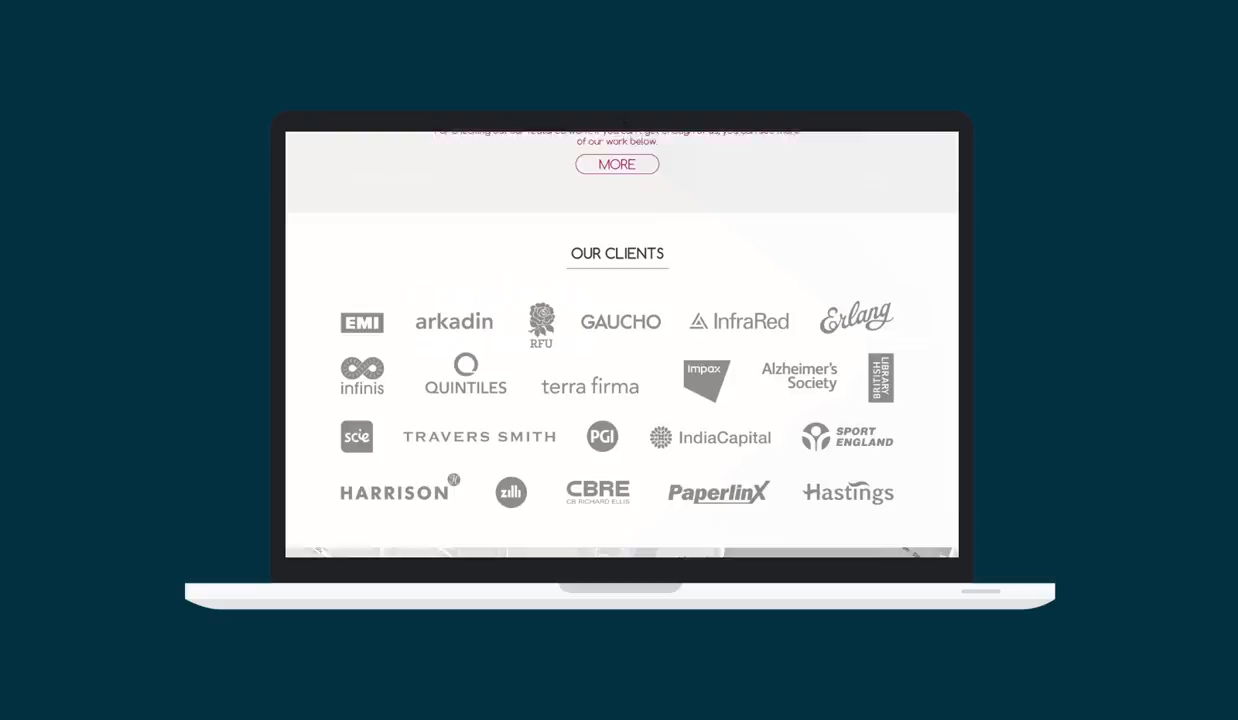 of our work below.
MORE
OUR CLIENTS
EMI
arkadin
RFU
GAUCHO
InfraRed
Erlang
infinis
QUINTILES
terra firma
impax
Alzheimer's
Society
BRITISH
LIBRARY
scie
TRAVERS SMITH
PGI
IndiaCapital
SPORT
ENGLAND
HARRISON
zilli
CBRE
CB RICHARD ELLIS
PaperlinX
Hastings